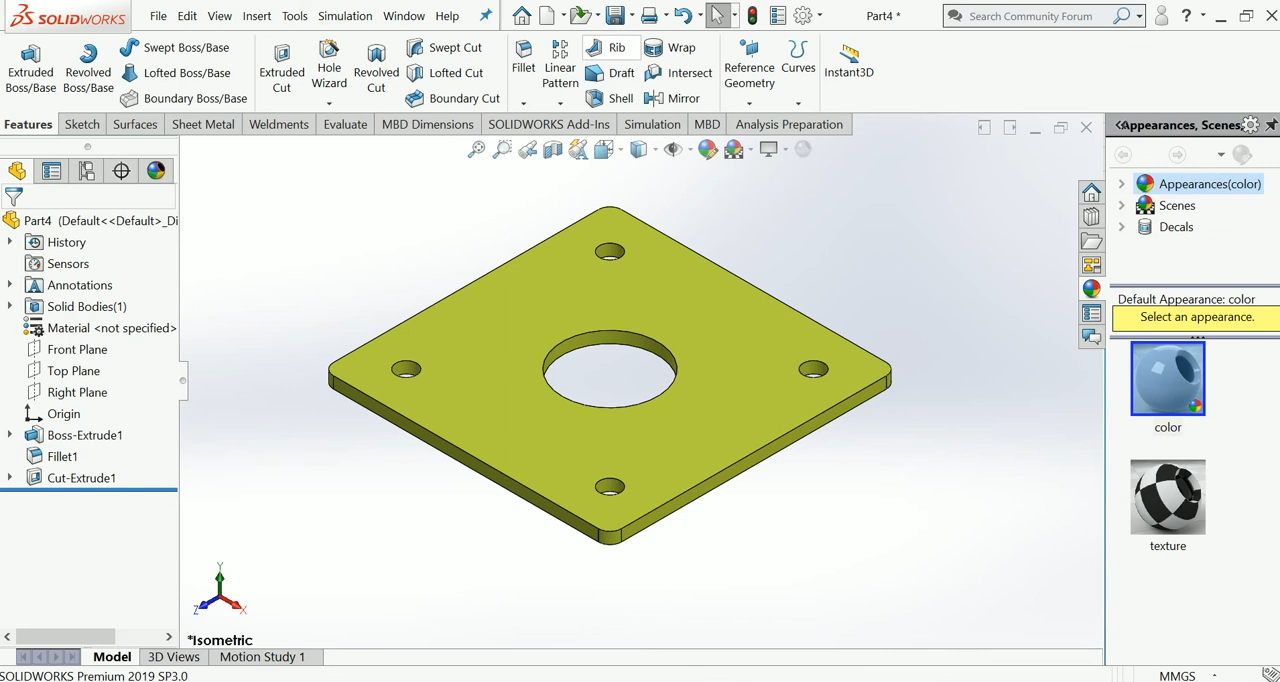 SOLIDWORKS File Edit View Insert Tools Simulation Window Help Part4 * Search Community Forum ?
Extruded Boss/Base
Revolved Boss/Base
Swept Boss/Base
Lofted Boss/Base
Boundary Boss/Base
Extruded Cut
Hole Wizard
Revolved Cut
Swept Cut
Lofted Cut
Boundary Cut
Fillet
Linear Pattern
Rib
Draft
Shell
Wrap
Intersect
Mirror
Reference Geometry
Curves
Instant3D
Features Sketch Surfaces Sheet Metal Weldments Evaluate MBD Dimensions SOLIDWORKS Add-Ins Simulation MBD Analysis Preparation
Part4 (Default<<Default>_Di
History
Sensors
Annotations
Solid Bodies(1)
Material <not specified>
Front Plane
Top Plane
Right Plane
Origin
Boss-Extrude1
Fillet1
Cut-Extrude1
Y
Z
X
*Isometric
Appearances, Scenes,
Appearances(color)
Scenes
Decals
Default Appearance: color
Select an appearance.
color
texture
Model 3D Views Motion Study 1
SOLIDWORKS Premium 2019 SP3.0 MMGS -